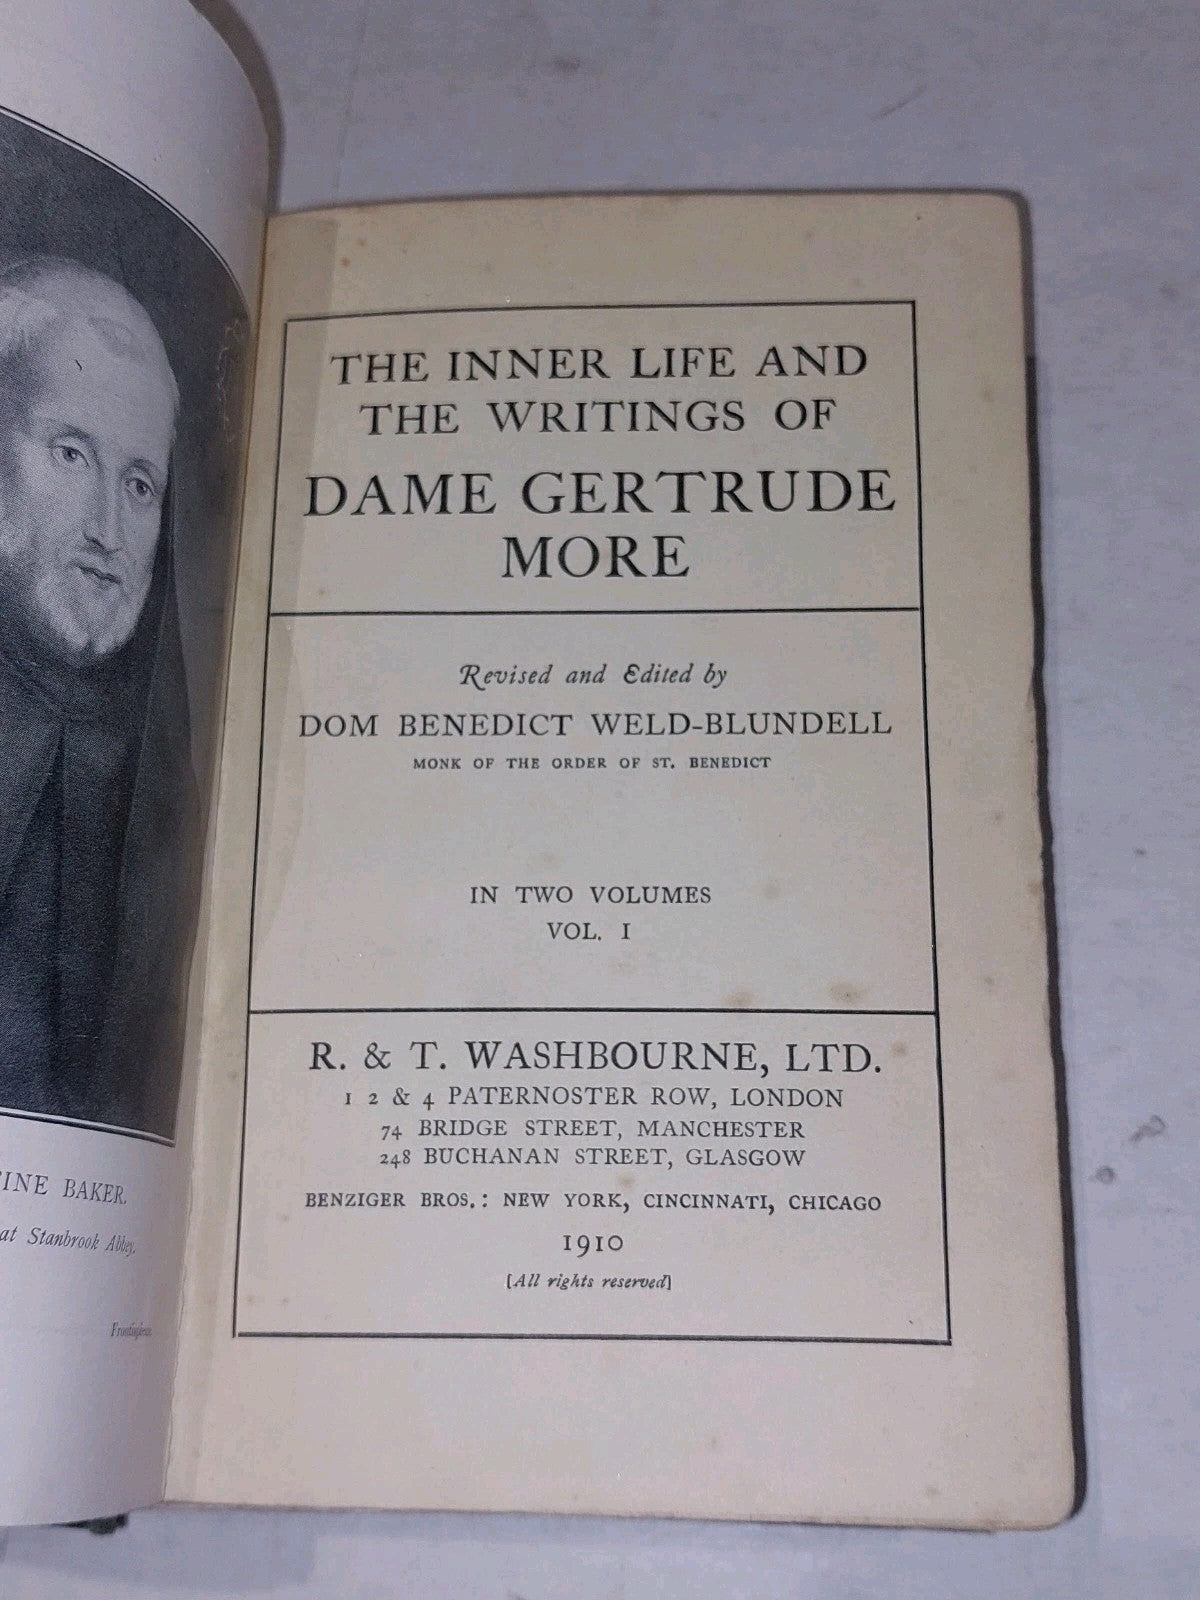 THE INNER LIFE AND
THE WRITINGS OF
DAME GERTRUDE
MORE
Revised and Edited by
DOM BENEDICT WELD-BLUNDELL
MONK OF THE ORDER OF ST. BENEDICT
IN TWO VOLUMES
VOL. I
R. & T. WASHBOURNE, LTD.
1 2 & 4 PATERNOSTER ROW, LONDON
74 BRIDGE STREET, MANCHESTER
248 BUCHANAN STREET, GLASGOW
BENZIGER BROS.: NEW YORK, CINCINNATI, CHICAGO
1910
[All rights reserved]
INE BAKER.
at Stanbrook Abbey.